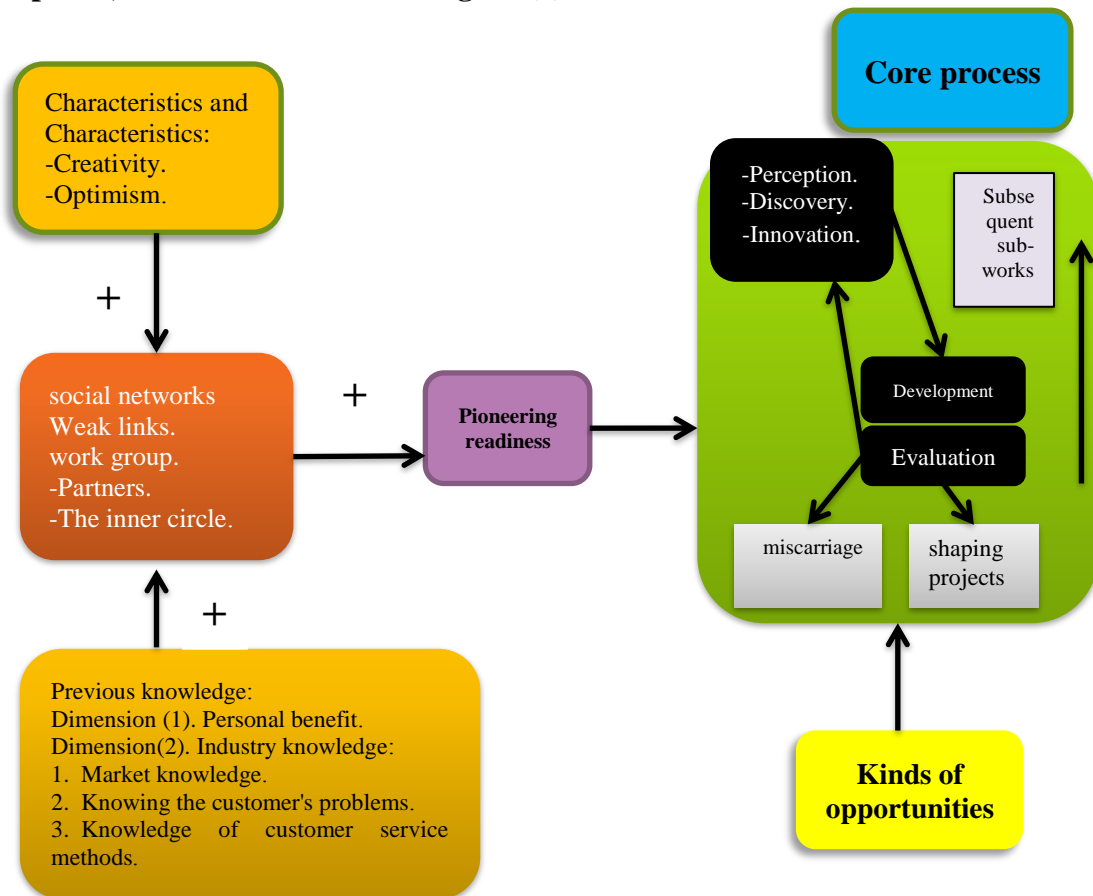 Core process
Characteristics and
Characteristics:
-Creativity.
-Optimism.
-Perception.
-Discovery.
-Innovation.
Subse
quent
sub-
works
+
social networks
Weak links.
work group.
-Partners.
-The inner circle.
+
Pioneering
readiness
Development
Evaluation
miscarriage
shaping
projects
+
Previous knowledge:
Dimension (1). Personal benefit.
Dimension(2). Industry knowledge:
1. Market knowledge.
2. Knowing the customer's problems.
3. Knowledge of customer service
methods.
Kinds of
opportunities